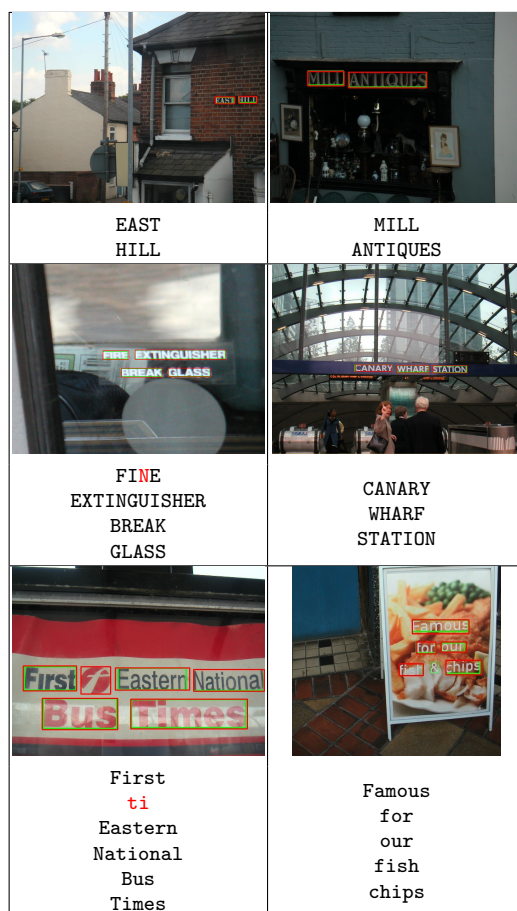 EAST HILL
MILL ANTIQUES
EAST
HILL
MILL
ANTIQUES
FIRE EXTINGUISHER
BREAK GLASS
CANARY WHARF STATION
FINE
EXTINGUISHER
BREAK
GLASS
CANARY
WHARF
STATION
First f Eastern National
Bus Times
Famous
for our
fish & chips
First
ti
Eastern
National
Bus
Times
Famous
for
our
fish
chips